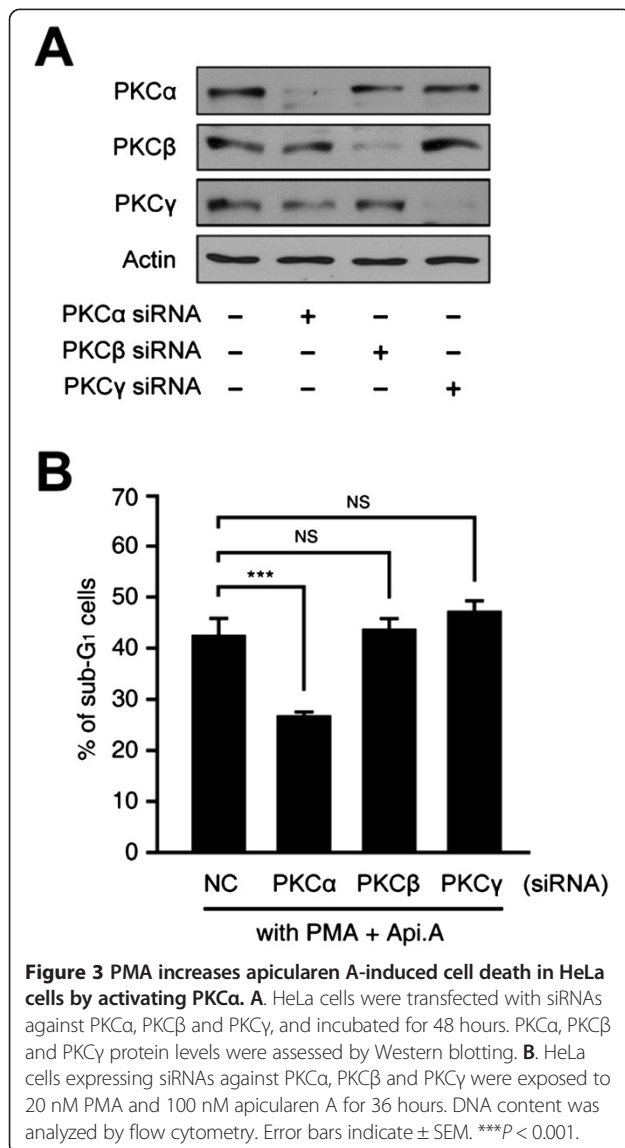 A
PKCα
PKCβ
PKCγ
Actin
PKCα siRNA – + – –
PKCβ siRNA – – + –
PKCγ siRNA – – – +
B
% of sub-G1 cells
70
60
50
40
30
20
10
0
NS
NS
***
NC PKCα PKCβ PKCγ (siRNA)
with PMA + Api.A
Figure 3 PMA increases apicularen A-induced cell death in HeLa
cells by activating PKCα. A. HeLa cells were transfected with siRNAs
against PKCα, PKCβ and PKCγ, and incubated for 48 hours. PKCα, PKCβ
and PKCγ protein levels were assessed by Western blotting. B. HeLa
cells expressing siRNAs against PKCα, PKCβ and PKCγ were exposed to
20 nM PMA and 100 nM apicularen A for 36 hours. DNA content was
analyzed by flow cytometry. Error bars indicate ± SEM. ***P < 0.001.